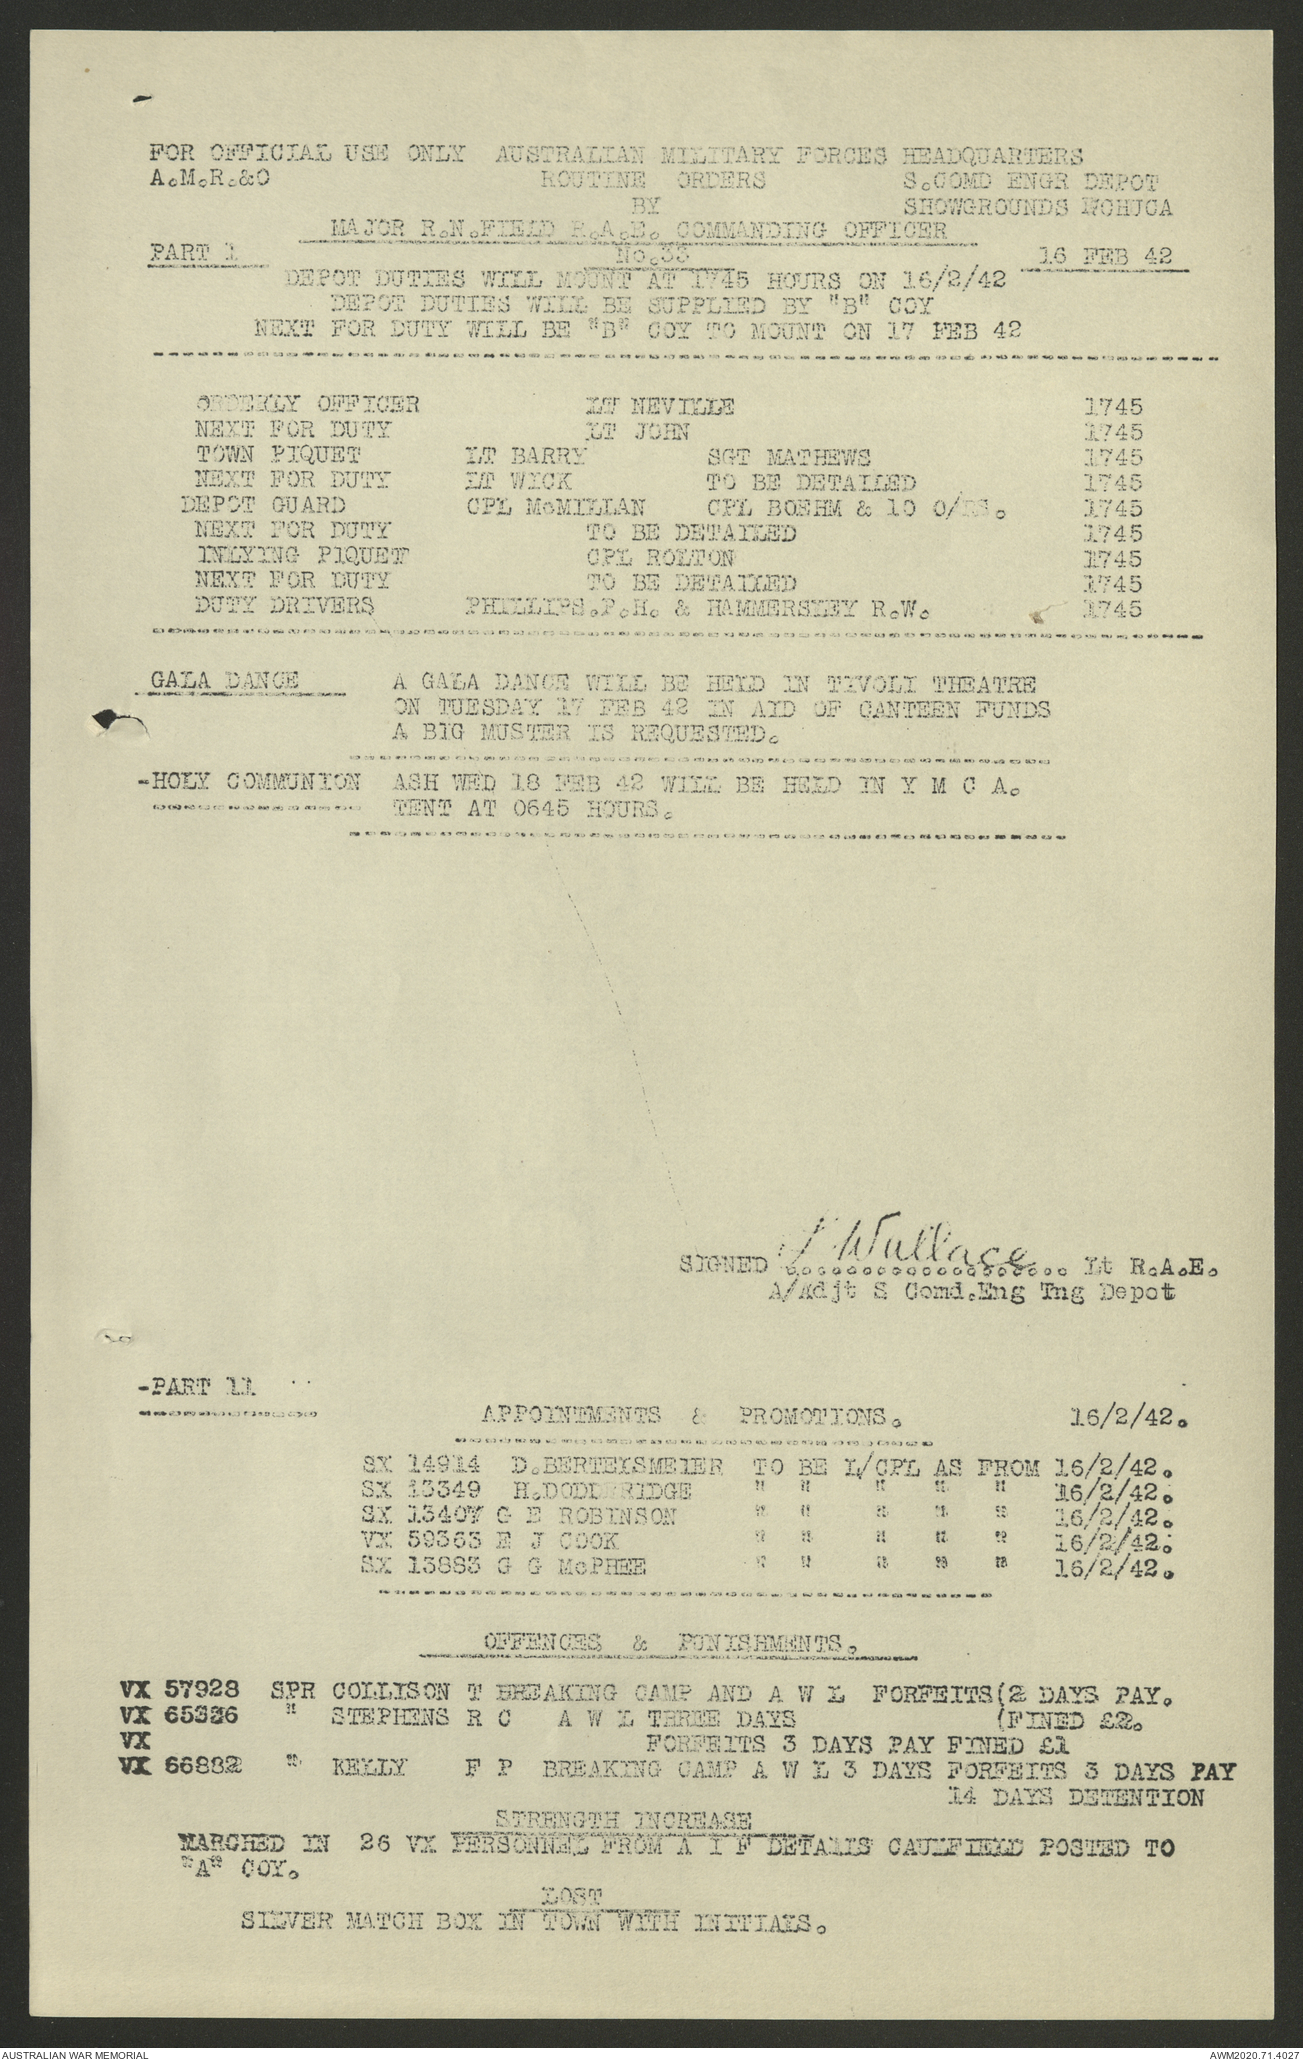 FOR OFFICIAL USE ONLY AUSTRALIAN MILITARY FORCES HEADQUARTERS
A.M.R.&O ROUTINE ORDERS S.COMD ENGR DEPOT
BY SHOWGROUNDS
MAJOR R.N.FIELD R.A.E. COMMANDING OFFICER
PART 1 No.33 16 FEB 42
DEPOT DUTIES WILL MOUNT AT 1745 HOURS ON 16/2/42
DEPOT DUTIES WILL BE SUPPLIED BY "B" COY
NEXT FOR DUTY WILL BE "B" COY TO MOUNT ON 17 FEB 42
ORDERLY OFFICER LT NEVILLE 1745
NEXT FOR DUTY LT JOHN 1745
TOWN PIQUET LT BARRY SGT MATHEWS 1745
NEXT FOR DUTY LT WICK TO BE DETAILED 1745
DEPOT GUARD CPL McMILLAN CPL BOEHM & 10 O/RS. 1745
NEXT FOR DUTY TO BE DETAILED 1745
INLYING PIQUET CPL ROLTON 1745
NEXT FOR DUTY TO BE DETAILED 1745
DUTY DRIVERS PHILLIPS.P.H. & HAMMERSLEY R.W. 1745
GALA DANCE A GALA DANCE WILL BE HELD IN TIVOLI THEATRE
ON TUESDAY 17 FEB 42 IN AID OF CANTEEN FUNDS
A BIG MUSTER IS REQUESTED.
-HOLY COMMUNION ASH WED 18 FEB 42 WILL BE HELD IN Y M C A.
TENT AT 0645 HOURS.
SIGNED J Wallace Lt R.A.E.
A/Adjt S Comd.Eng Tng Depot
-PART 11
APPOINTMENTS & PROMOTIONS. 16/2/42.
SX 14914 D.BERTELSMEIER TO BE L/CPL AS FROM 16/2/42.
SX 13349 H.DODDERIDGE " " " " " 16/2/42.
SX 13407 G E ROBINSON " " " " " 16/2/42.
VX 59363 E J COOK " " " " " 16/2/42.
SX 13883 G G McPHEE " " " " " 16/2/42.
OFFENCES & PUNISHMENTS.
VX 57928 SPR COLLISON T BREAKING CAMP AND A W L FORFEITS(2 DAYS PAY.
VX 65326 " STEPHENS R C A W L THREE DAYS (FINED £2.
VX FORFEITS 3 DAYS PAY FINED £1
VX 66882 " KELLY F P BREAKING CAMP A W L 3 DAYS FORFEITS 3 DAYS PAY
14 DAYS DETENTION
STRENGTH INCREASE
MARCHED IN 26 VX PERSONNEL FROM A I F DETAILS CAULFIELD POSTED TO
"A" COY.
LOST
SILVER MATCH BOX IN TOWN WITH INITIALS.
AUSTRALIAN WAR MEMORIAL AWM2020.71.4027